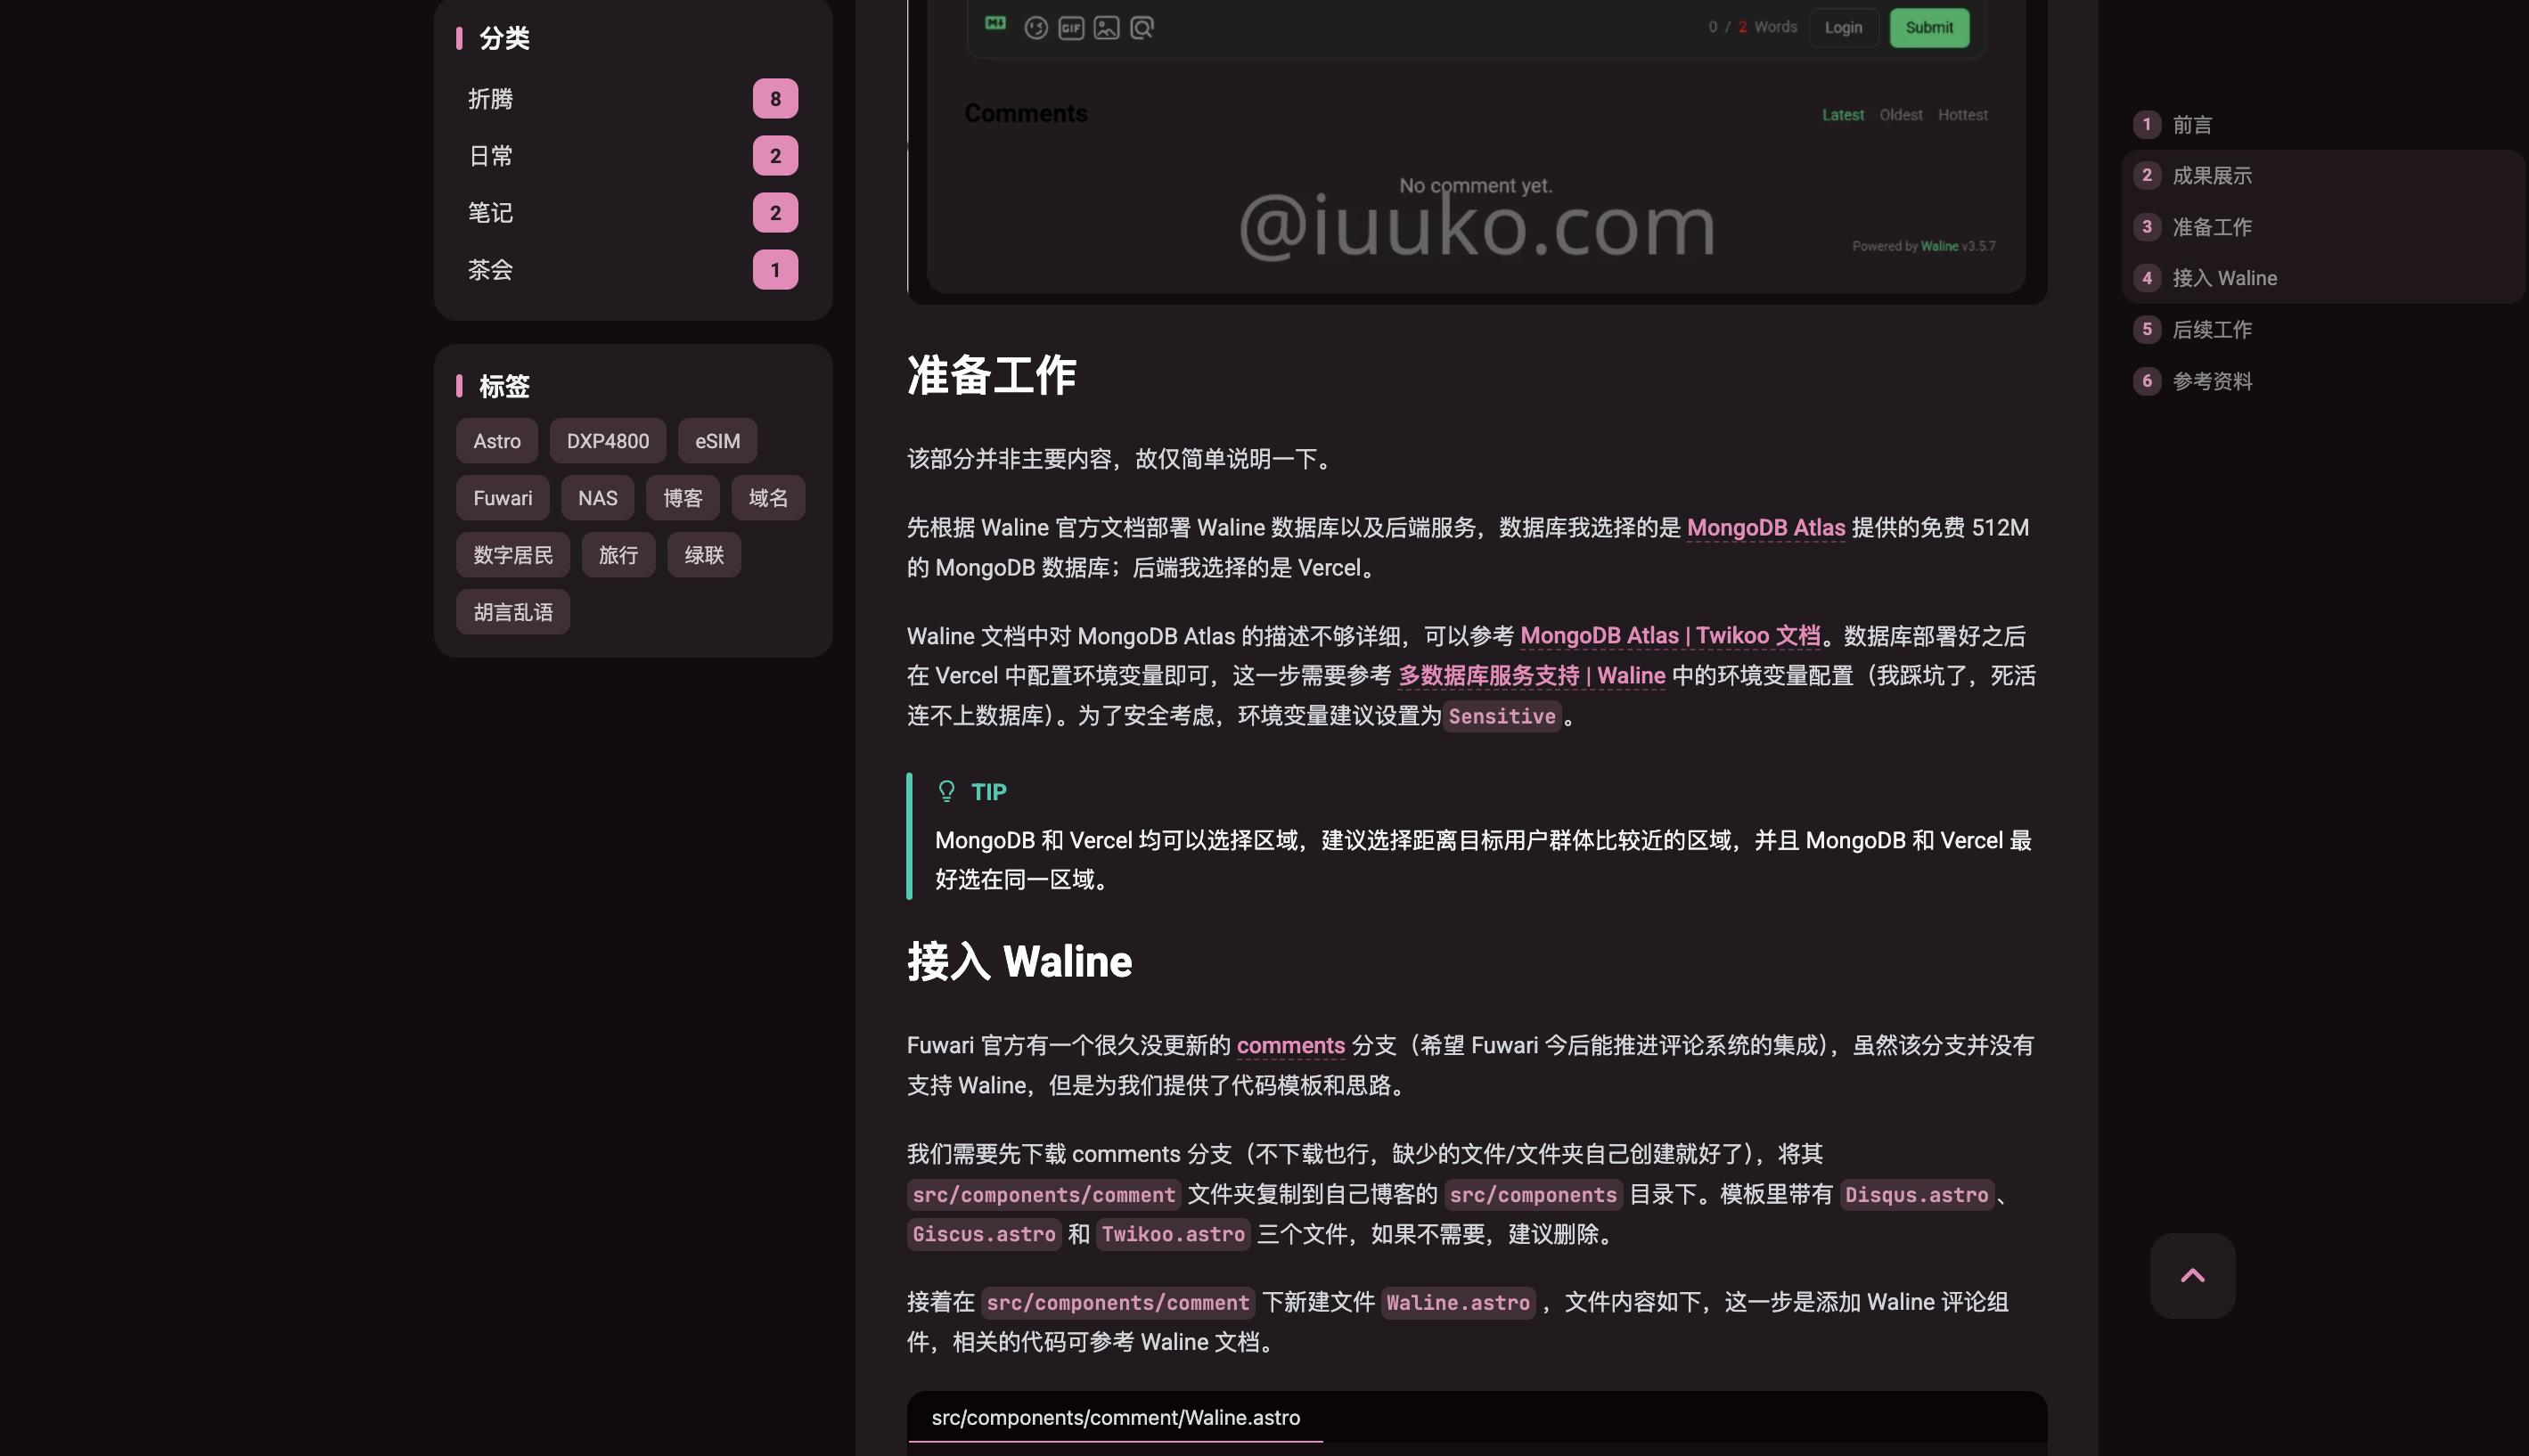 分类
折腾 8
日常 2
笔记 2
茶会 1
标签
Astro DXP4800 eSIM
Fuwari NAS 博客 域名
数字居民 旅行 绿联
胡言乱语
M↓ GIF 0 / 2 Words Login Submit
Comments Latest Oldest Hottest
No comment yet.
@iuuko.com
Powered by Waline v3.5.7
准备工作
该部分并非主要内容，故仅简单说明一下。
先根据 Waline 官方文档部署 Waline 数据库以及后端服务，数据库我选择的是 MongoDB Atlas 提供的免费 512M
的 MongoDB 数据库；后端我选择的是 Vercel。
Waline 文档中对 MongoDB Atlas 的描述不够详细，可以参考 MongoDB Atlas | Twikoo 文档。数据库部署好之后
在 Vercel 中配置环境变量即可，这一步需要参考 多数据库服务支持 | Waline 中的环境变量配置（我踩坑了，死活
连不上数据库）。为了安全考虑，环境变量建议设置为 Sensitive 。
TIP
MongoDB 和 Vercel 均可以选择区域，建议选择距离目标用户群体比较近的区域，并且 MongoDB 和 Vercel 最
好选在同一区域。
接入 Waline
Fuwari 官方有一个很久没更新的 comments 分支（希望 Fuwari 今后能推进评论系统的集成），虽然该分支并没有
支持 Waline，但是为我们提供了代码模板和思路。
我们需要先下载 comments 分支（不下载也行，缺少的文件/文件夹自己创建就好了），将其
src/components/comment 文件夹复制到自己博客的 src/components 目录下。模板里带有 Disqus.astro 、
Giscus.astro 和 Twikoo.astro 三个文件，如果不需要，建议删除。
接着在 src/components/comment 下新建文件 Waline.astro ，文件内容如下，这一步是添加 Waline 评论组
件，相关的代码可参考 Waline 文档。
src/components/comment/Waline.astro
1 前言
2 成果展示
3 准备工作
4 接入 Waline
5 后续工作
6 参考资料